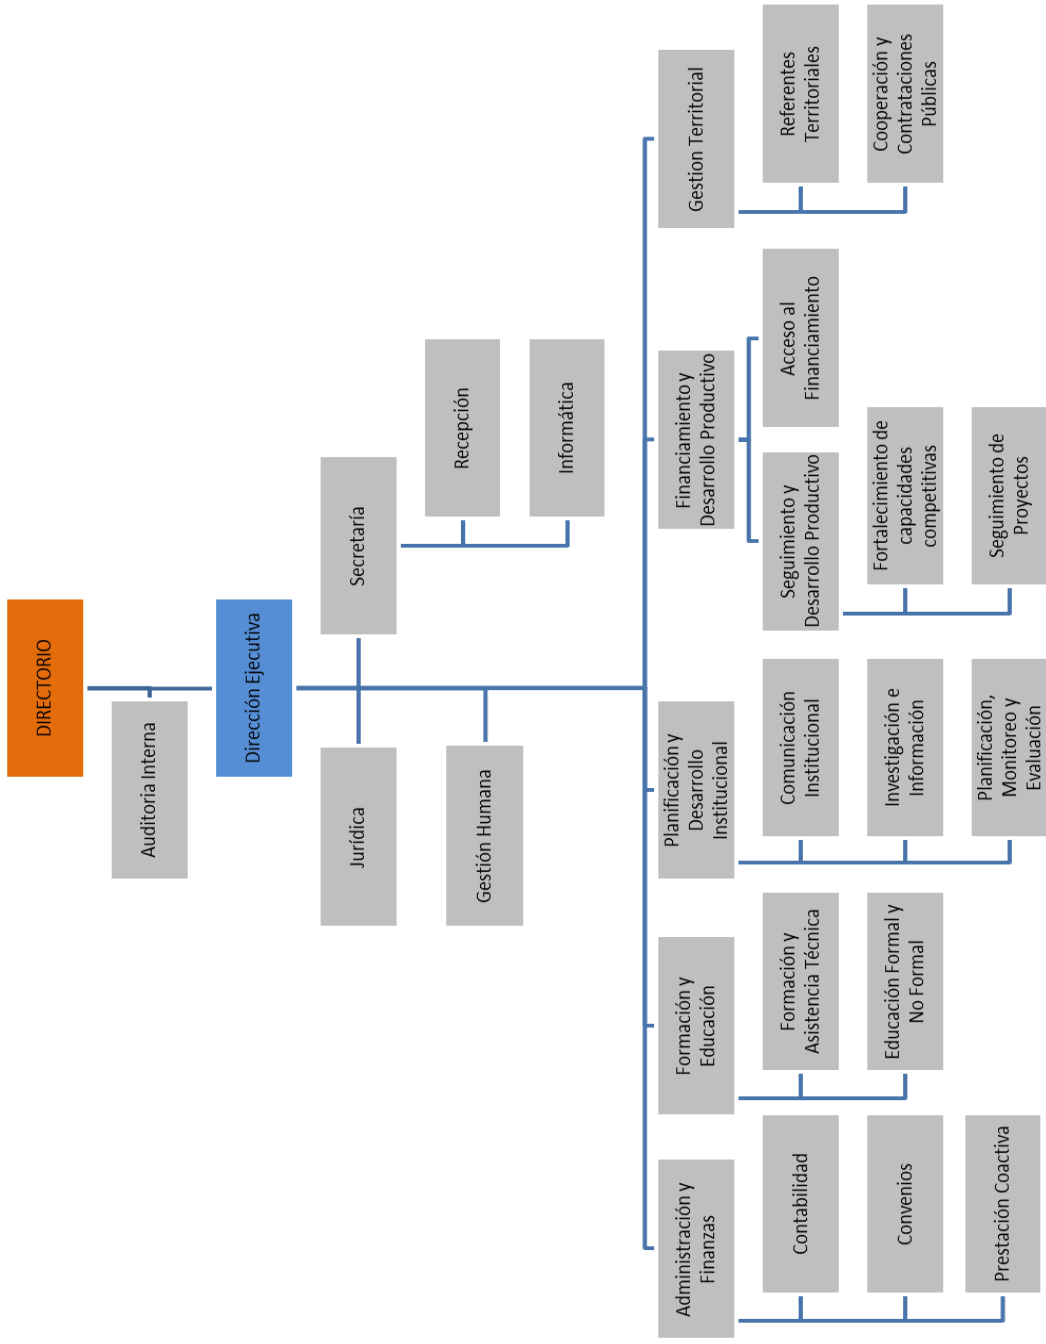 DIRECTORIO
Auditoria Interna
Dirección Ejecutiva
Jurídica
Secretaría
Gestión Humana
Recepción
Informática
Administración y
Finanzas
Contabilidad
Convenios
Prestación Coactiva
Formación y
Educación
Formación y
Asistencia Técnica
Educación Formal y
No Formal
Planificación y
Desarrollo
Institucional
Comunicación
Institucional
Investigación e
Información
Planificación,
Monitoreo y
Evaluación
Financiamiento y
Desarrollo Productivo
Seguimiento y
Desarrollo Productivo
Fortalecimiento de
capacidades
competitivas
Seguimiento de
Proyectos
Acceso al
Financiamiento
Gestion Territorial
Referentes
Territoriales
Cooperación y
Contrataciones
Públicas